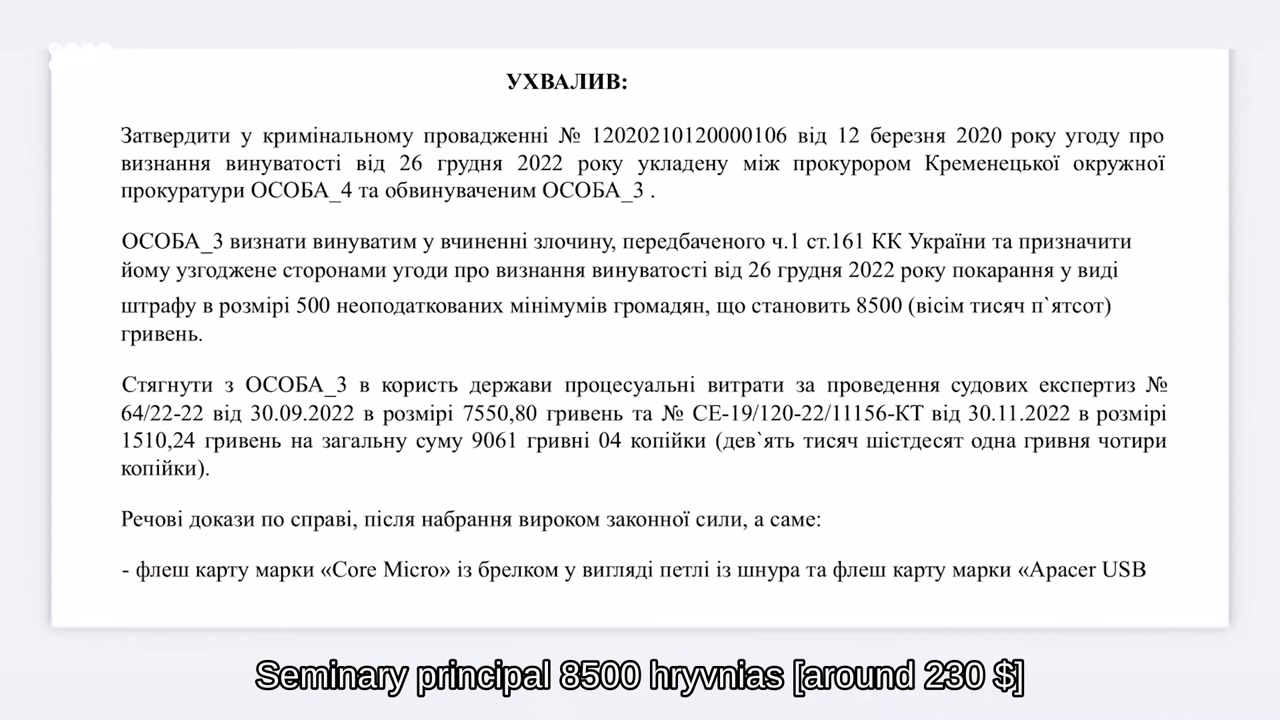 УХВАЛИВ:
Затвердити у кримінальному провадженні № 12020210120000106 від 12 березня 2020 року угоду про
визнання винуватості від 26 грудня 2022 року укладену між прокурором Кременецької окружної
прокуратури ОСОБА_4 та обвинуваченим ОСОБА_3 .
ОСОБА_3 визнати винуватим у вчиненні злочину, передбаченого ч.1 ст.161 КК України та призначити
йому узгоджене сторонами угоди про визнання винуватості від 26 грудня 2022 року покарання у виді
штрафу в розмірі 500 неоподаткованих мінімумів громадян, що становить 8500 (вісім тисяч п`ятсот)
гривень.
Стягнути з ОСОБА_3 в користь держави процесуальні витрати за проведення судових експертиз №
64/22-22 від 30.09.2022 в розмірі 7550,80 гривень та № СЕ-19/120-22/11156-КТ від 30.11.2022 в розмірі
1510,24 гривень на загальну суму 9061 гривні 04 копійки (дев`ять тисяч шістдесят одна гривня чотири
копійки).
Речові докази по справі, після набрання вироком законної сили, а саме:
- флеш карту марки «Core Micro» із брелком у вигляді петлі із шнура та флеш карту марки «Apacer USB
Seminary principal 8500 hryvnias [around 230 $]